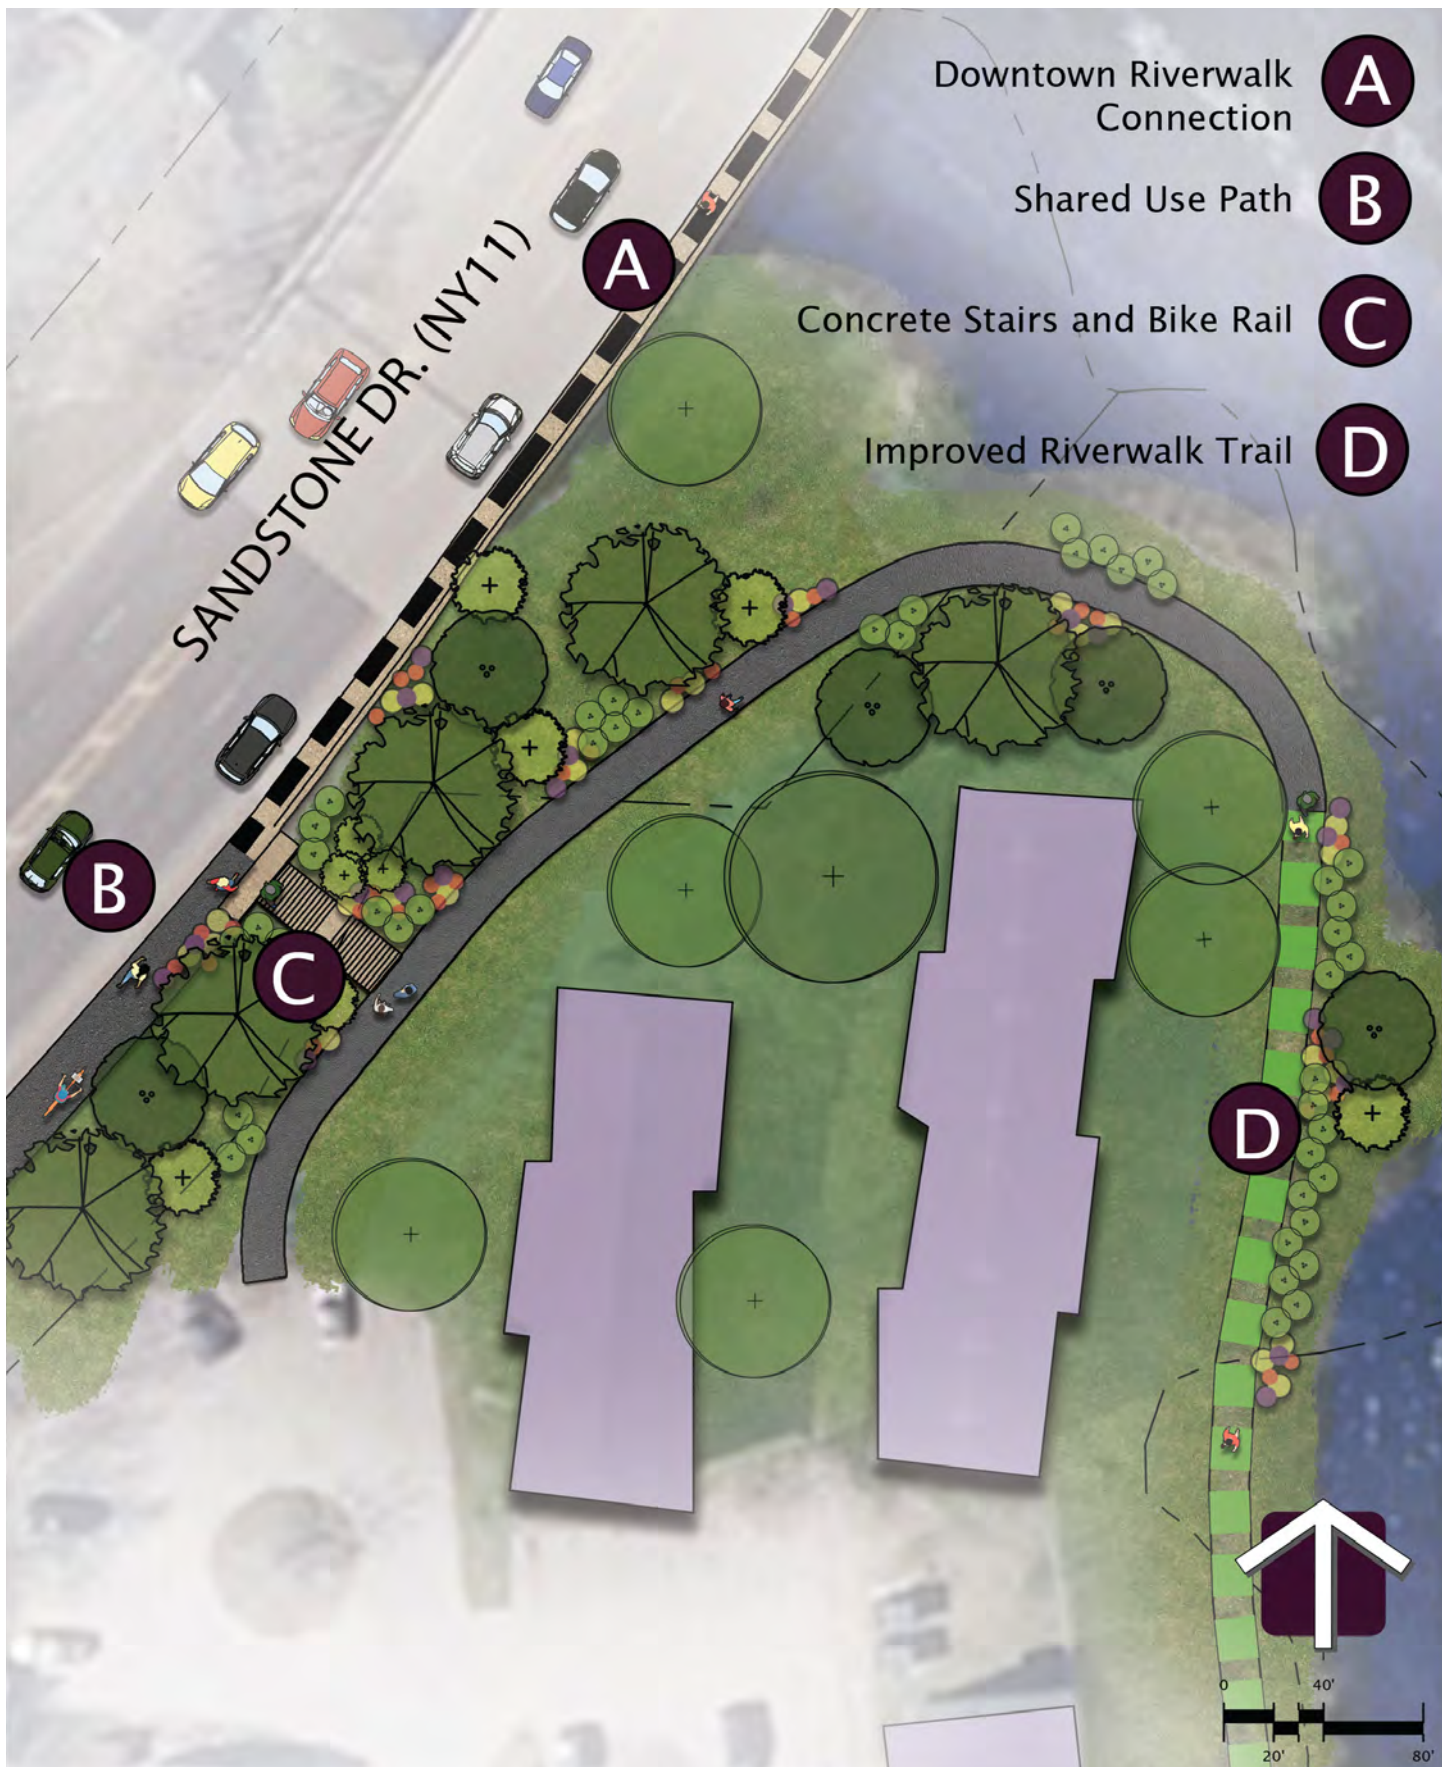 Downtown Riverwalk
Connection
A
Shared Use Path
B
Concrete Stairs and Bike Rail
C
Improved Riverwalk Trail
D
SANDSTONE DR. (NY11)
A
B
C
D
0 40'
20' 80'